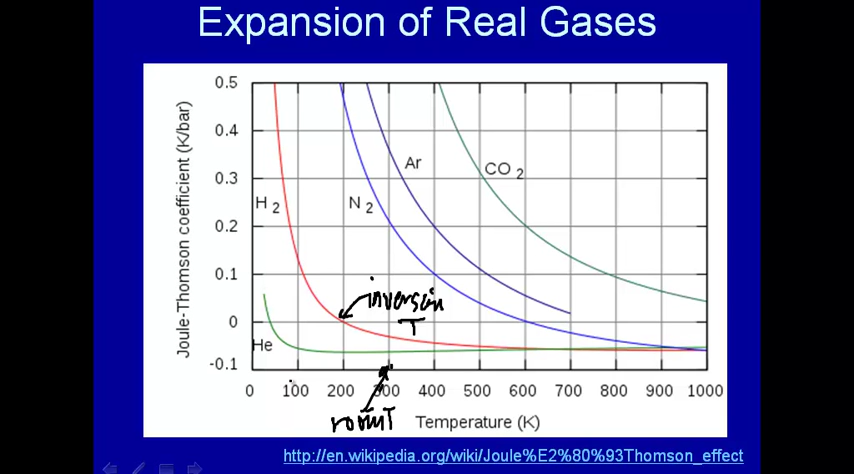 Expansion of Real Gases
Joule-Thomson coefficient (K/bar)
0.5
0.4
0.3
0.2
0.1
0
-0.1
H 2
He
N 2
Ar
CO 2
inversion
T
0 100 200 300 400 500 600 700 800 900 1000
room T
Temperature (K)
http://en.wikipedia.org/wiki/Joule%E2%80%93Thomson_effect